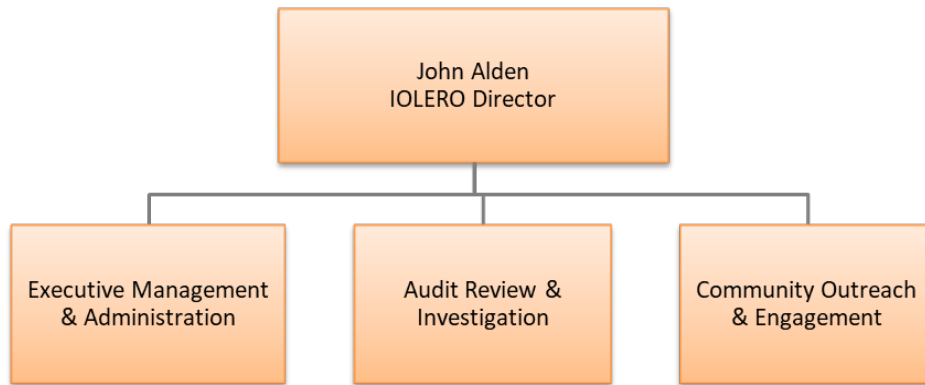 John Alden
IOLERO Director
Executive Management
& Administration
Audit Review &
Investigation
Community Outreach
& Engagement